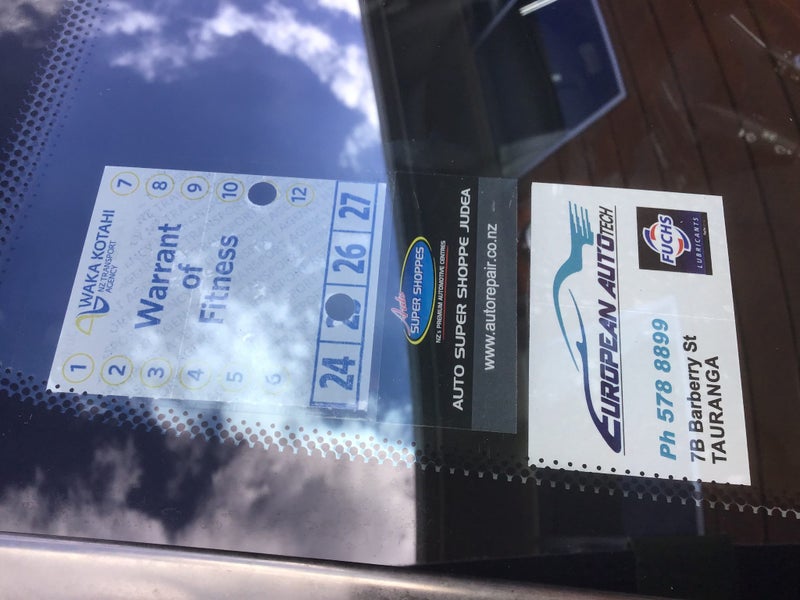 1 WAKA KOTAHI 7
NZ TRANSPORT
AGENCY
2 Warrant 8
3 of 9
4 Fitness 10
5
6 12
24 26 27
Auto
SUPER SHOPPES
NZ's PREMIUM AUTOMOTIVE CENTRES
AUTO SUPER SHOPPE JUDEA
www.autorepair.co.nz
EUROPEAN AUTOTECH
FUCHS
LUBRICANTS
Ph 578 8899
7B Barberry St
TAURANGA